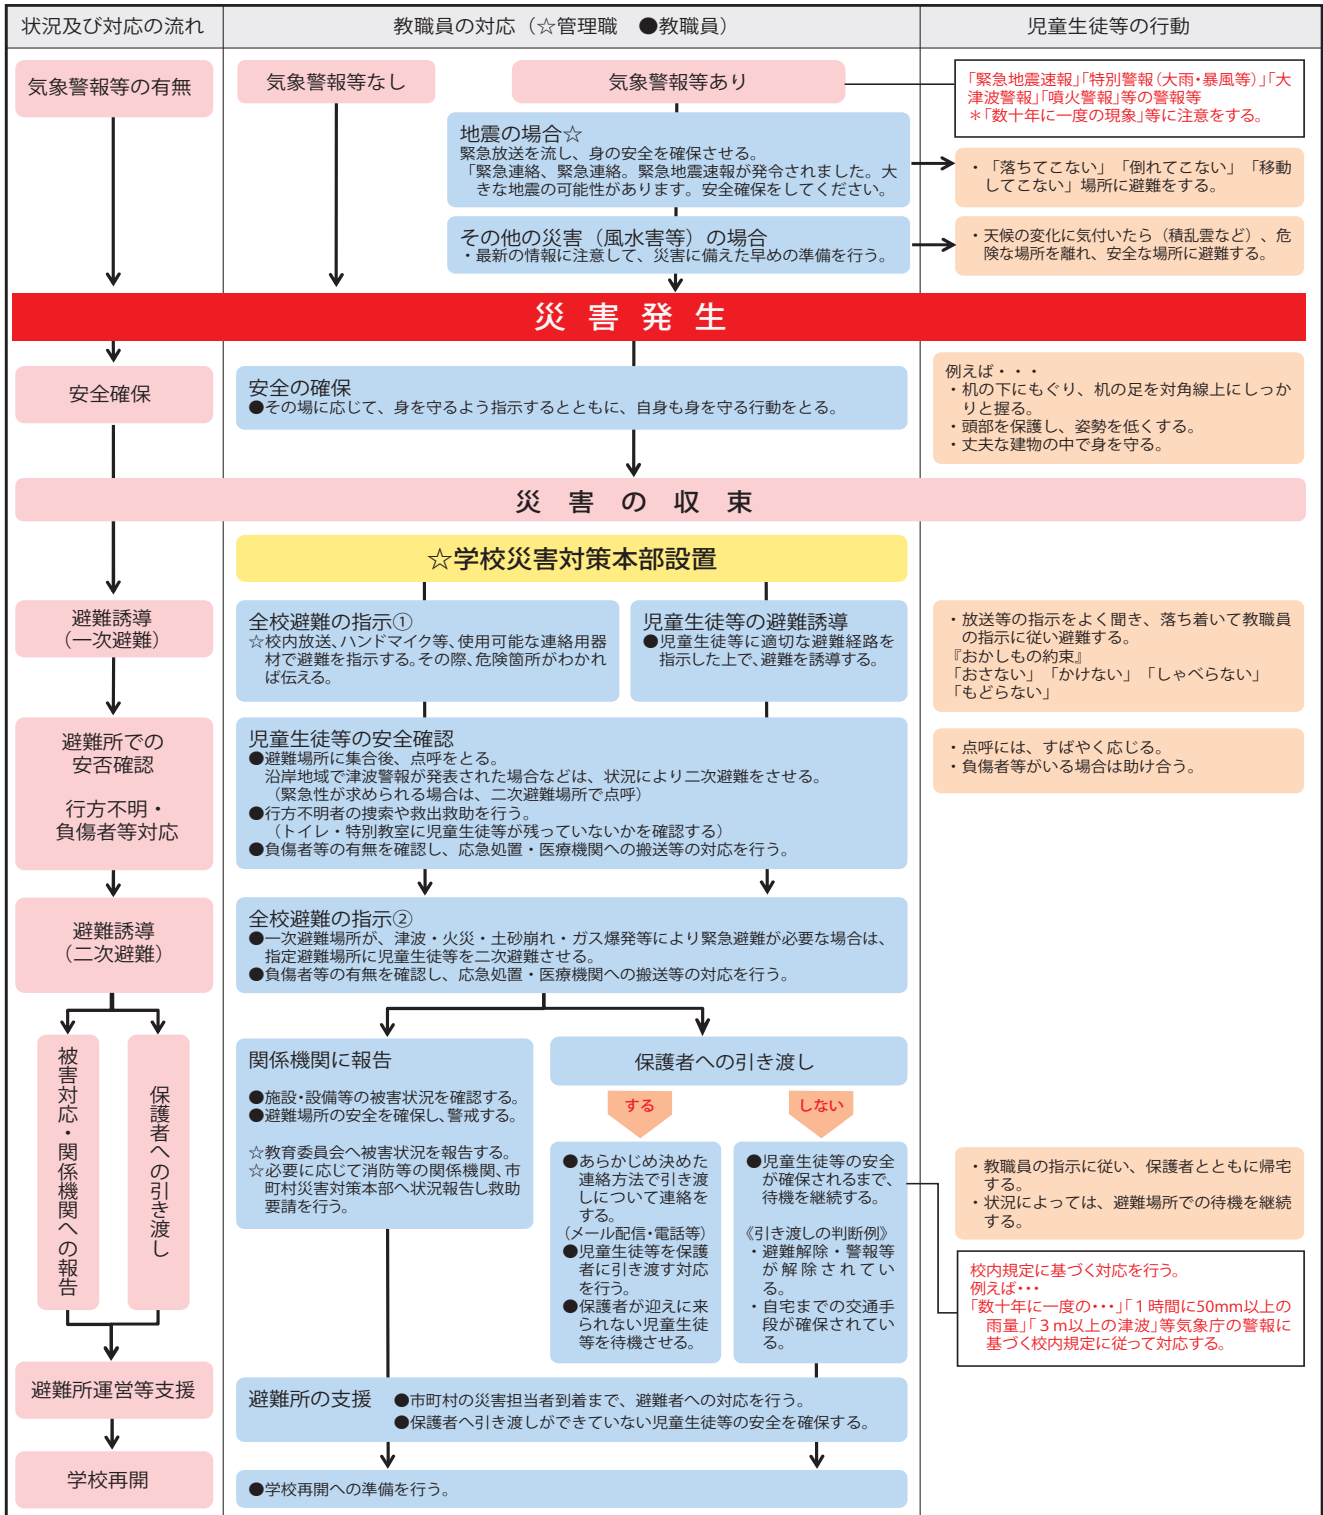 状況及び対応の流れ
教職員の対応（☆管理職　●教職員）
児童生徒等の行動
気象警報等の有無
気象警報等なし
気象警報等あり
「緊急地震速報」「特別警報（大雨・暴風等）」「大
津波警報」「噴火警報」等の警報等
＊「数十年に一度の現象」等に注意をする。
地震の場合☆
緊急放送を流し、身の安全を確保させる。
「緊急連絡、緊急連絡。緊急地震速報が発令されました。大
きな地震の可能性があります。安全確保をしてください。
・「落ちてこない」「倒れてこない」「移動
してこない」場所に避難をする。
その他の災害（風水害等）の場合
・最新の情報に注意して、災害に備えた早めの準備を行う。
・天候の変化に気付いたら（積乱雲など）、危
険な場所を離れ、安全な場所に避難する。
災害発生
安全確保
安全の確保
●その場に応じて、身を守るよう指示するとともに、自身も身を守る行動をとる。
例えば・・・
・机の下にもぐり、机の足を対角線上にしっか
りと握る。
・頭部を保護し、姿勢を低くする。
・丈夫な建物の中で身を守る。
災害の収束
☆学校災害対策本部設置
避難誘導
（一次避難）
全校避難の指示①
☆校内放送、ハンドマイク等、使用可能な連絡用器
材で避難を指示する。その際、危険箇所がわかれ
ば伝える。
児童生徒等の避難誘導
●児童生徒等に適切な避難経路を
指示した上で、避難を誘導する。
・放送等の指示をよく聞き、落ち着いて教職員
の指示に従い避難する。
『おかしもの約束』
「おさない」「かけない」「しゃべらない」
「もどらない」
避難所での
安否確認
行方不明・
負傷者等対応
児童生徒等の安全確認
●避難場所に集合後、点呼をとる。
沿岸地域で津波警報が発表された場合などは、状況により二次避難をさせる。
（緊急性が求められる場合は、二次避難場所で点呼）
●行方不明者の捜索や救出救助を行う。
（トイレ・特別教室に児童生徒等が残っていないかを確認する）
●負傷者等の有無を確認し、応急処置・医療機関への搬送等の対応を行う。
・点呼には、すばやく応じる。
・負傷者等がいる場合は助け合う。
避難誘導
（二次避難）
全校避難の指示②
●一次避難場所が、津波・火災・土砂崩れ・ガス爆発等により緊急避難が必要な場合は、
指定避難場所に児童生徒等を二次避難させる。
●負傷者等の有無を確認し、応急処置・医療機関への搬送等の対応を行う。
被害対応・関係機関への報告
保護者への引き渡し
関係機関に報告
●施設・設備等の被害状況を確認する。
●避難場所の安全を確保し、警戒する。
☆教育委員会へ被害状況を報告する。
☆必要に応じて消防等の関係機関、市
町村災害対策本部へ状況報告し救助
要請を行う。
保護者への引き渡し
する
しない
●あらかじめ決めた
連絡方法で引き渡
しについて連絡を
する。
（メール配信・電話等）
●児童生徒等を保護
者に引き渡す対応
を行う。
●保護者が迎えに来
られない児童生徒
等を待機させる。
●児童生徒等の安全
が確保されるまで、
待機を継続する。
《引き渡しの判断例》
・避難解除・警報等
が解除されてい
る。
・自宅までの交通手
段が確保されてい
る。
・教職員の指示に従い、保護者とともに帰宅
する。
・状況によっては、避難場所での待機を継続
する。
校内規定に基づく対応を行う。
例えば・・・
「数十年に一度の・・・」「１時間に50mm以上の
雨量」「３ｍ以上の津波」等気象庁の警報に
基づく校内規定に従って対応する。
避難所運営等支援
避難所の支援
●市町村の災害担当者到着まで、避難者への対応を行う。
●保護者へ引き渡しができていない児童生徒等の安全を確保する。
学校再開
●学校再開への準備を行う。